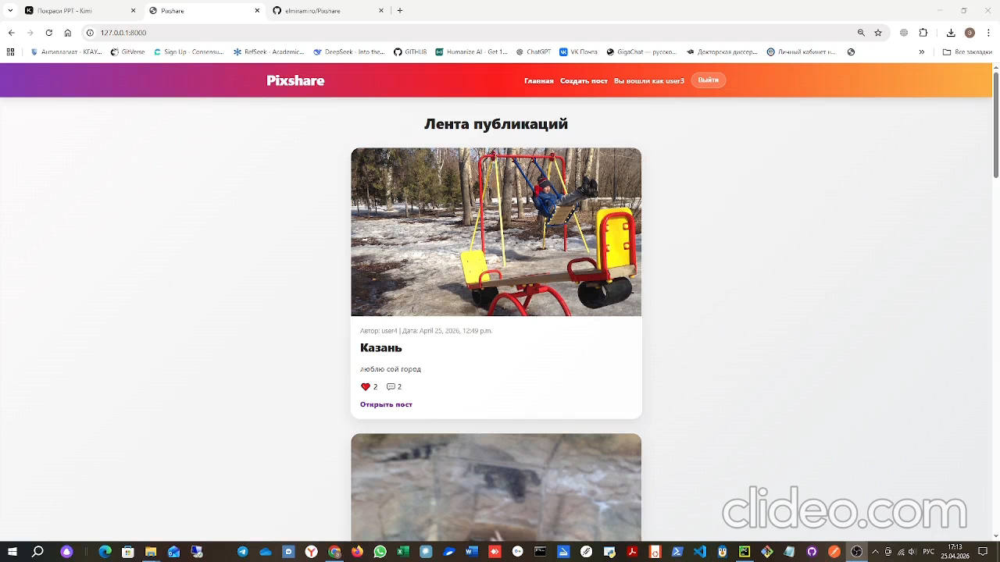 Покраси PPT - Kimi
Pixshare
elmiramiro/Pixshare
127.0.0.1:8000
Антиплагиат - КГАУ...
GitVerse
Sign Up - Consensu...
RefSeek - Academic...
DeepSeek - Into the...
GITHUB
Humanize AI - Get 1...
ChatGPT
VK Почта
GigaChat — русско...
Докторская диссер...
Личный кабинет н...
Все закладки
Pixshare
Главная Создать пост Вы вошли как user3 Выйти
Лента публикаций
Автор: user4 | Дата: April 25, 2026, 12:49 p.m.
Казань
люблю сой город
2 2
Открыть пост
clideo.com
РУС
17:13
25.04.2026